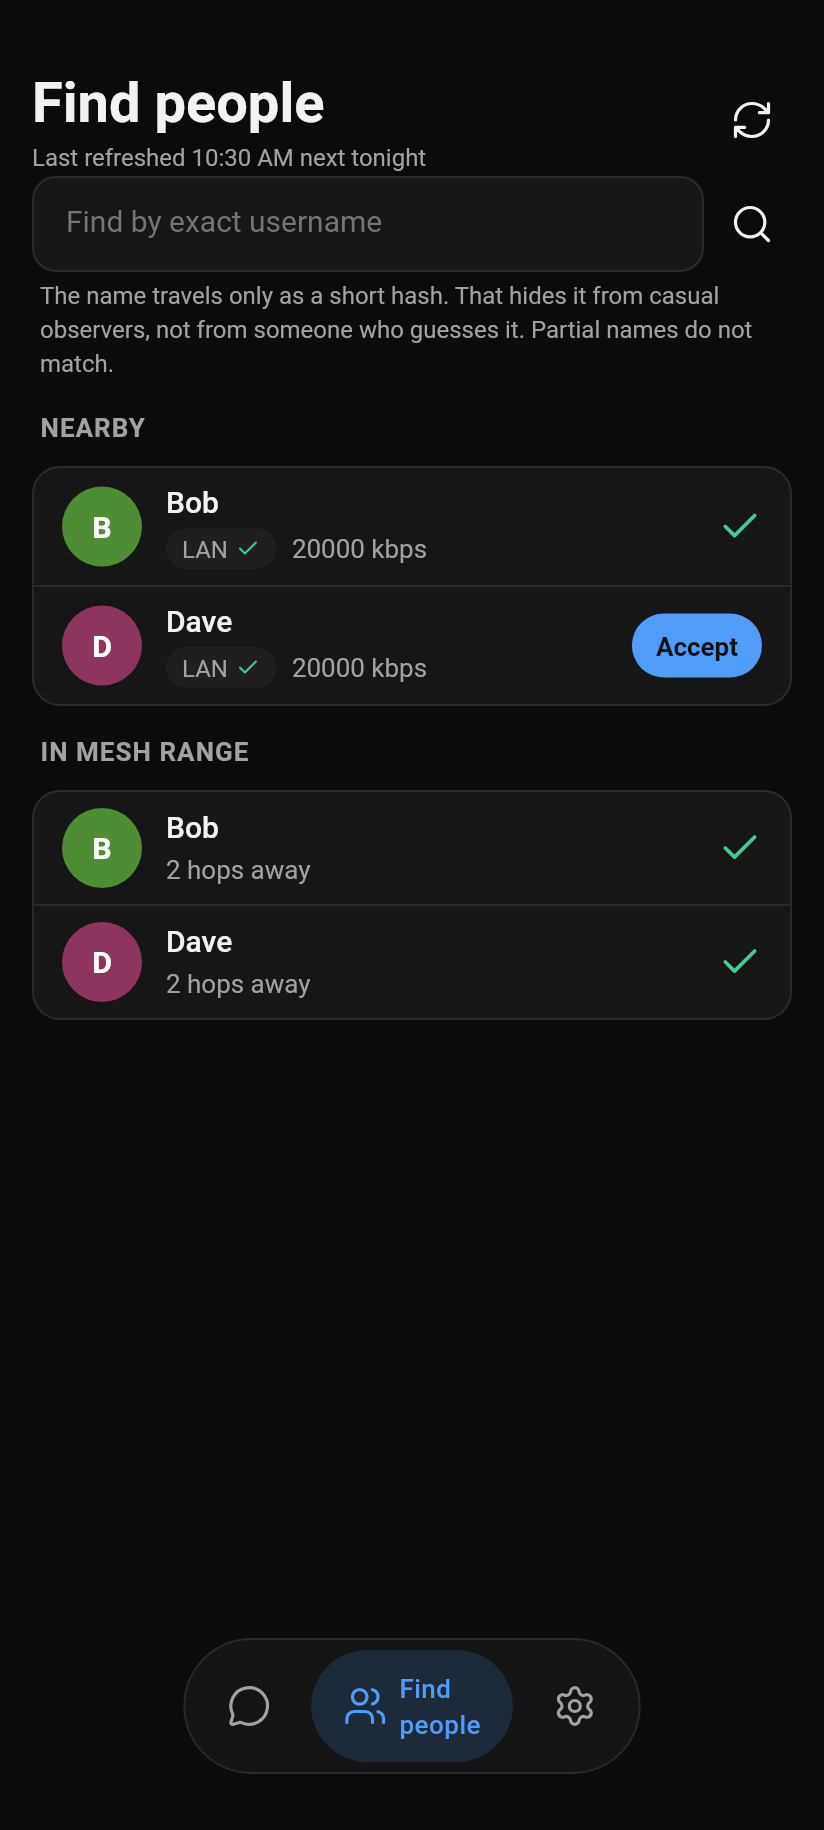 Find people
Last refreshed 10:30 AM next tonight
Find by exact username
The name travels only as a short hash. That hides it from casual
observers, not from someone who guesses it. Partial names do not
match.
NEARBY
B
Bob
LAN
20000 kbps
D
Dave
LAN
20000 kbps
Accept
IN MESH RANGE
B
Bob
2 hops away
D
Dave
2 hops away
Find
people